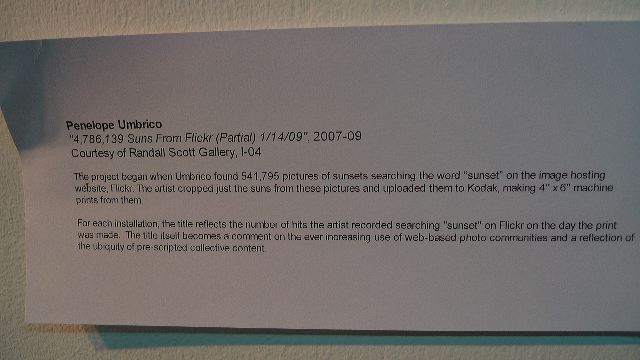 Penelope Umbrico
"4,786,139 Suns From Flickr (Partial) 1/14/09", 2007-09
Courtesy of Randall Scott Gallery, I-04
The project began when Umbrico found 541,795 pictures of sunsets searching the word "sunset" on the image hosting
website, Flickr. The artist cropped just the suns from these pictures and uploaded them to Kodak, making 4" x 6" machine
prints from them.
For each installation, the title reflects the number of hits the artist recorded searching "sunset" on Flickr on the day the print
was made. The title itself becomes a comment on the ever increasing use of web-based photo communities and a reflection of
the ubiquity of pre-scripted collective content.